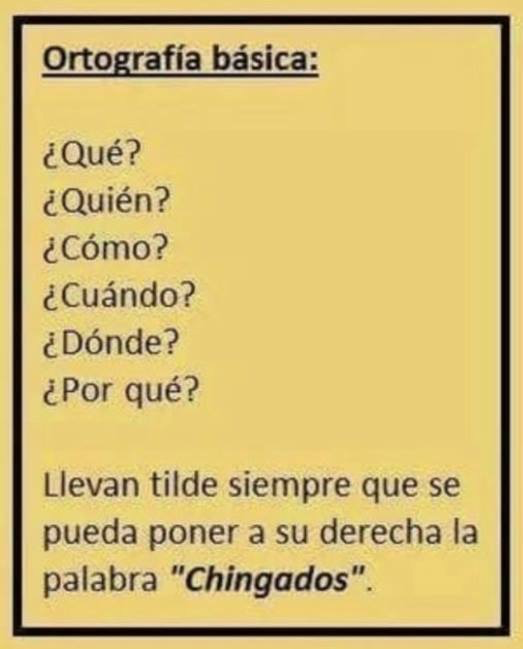 Ortografía básica:
¿Qué?
¿Quién?
¿Cómo?
¿Cuándo?
¿Dónde?
¿Por qué?
Llevan tilde siempre que se
pueda poner a su derecha la
palabra "Chingados".